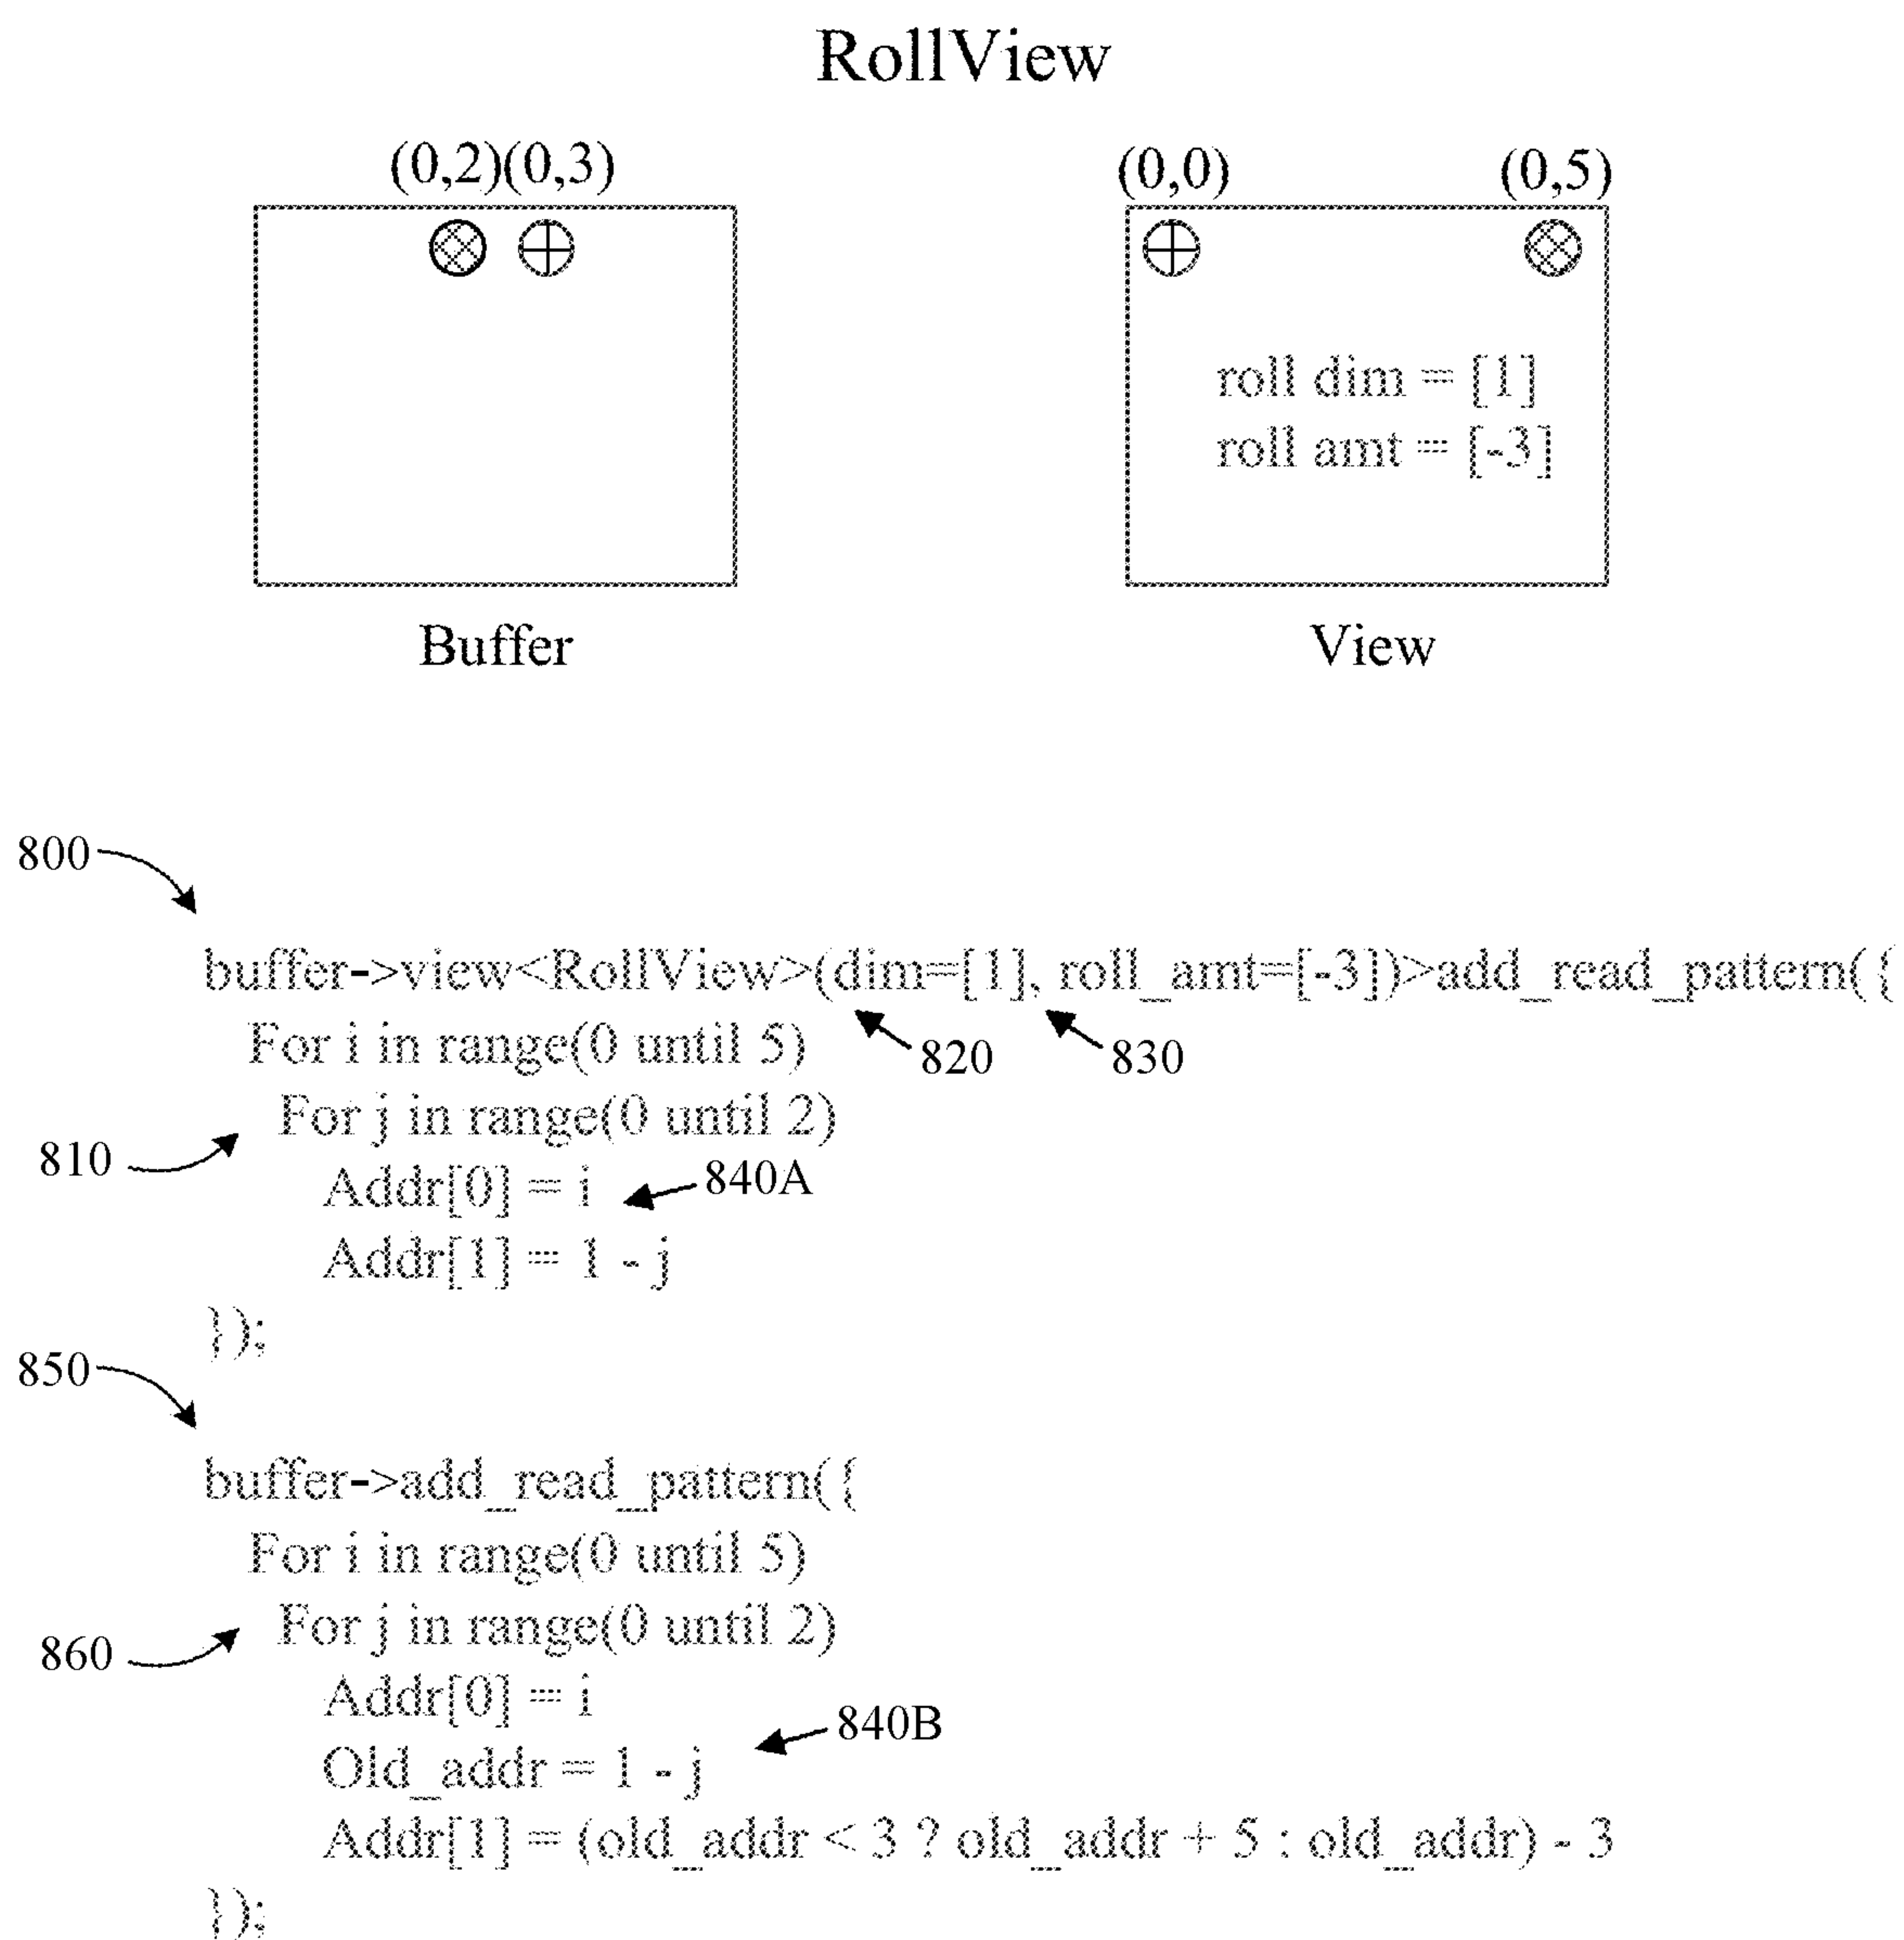 RollView
(0,2)(0,3)
(0,0) (0,5)
roll dim = [1]
roll amt = [-3]
Buffer
View
800
buffer->view<RollView>(dim=[1], roll_amt=[-3])>add_read_pattern({
For i in range(0 until 5)
820
830
For j in range(0 until 2)
810
Addr[0] = i
840A
Addr[1] = 1 - j
});
850
buffer->add_read_pattern({
For i in range(0 until 5)
For j in range(0 until 2)
860
Addr[0] = i
840B
Old_addr = 1 - j
Addr[1] = (old_addr < 3 ? old_addr + 5 : old_addr) - 3
});